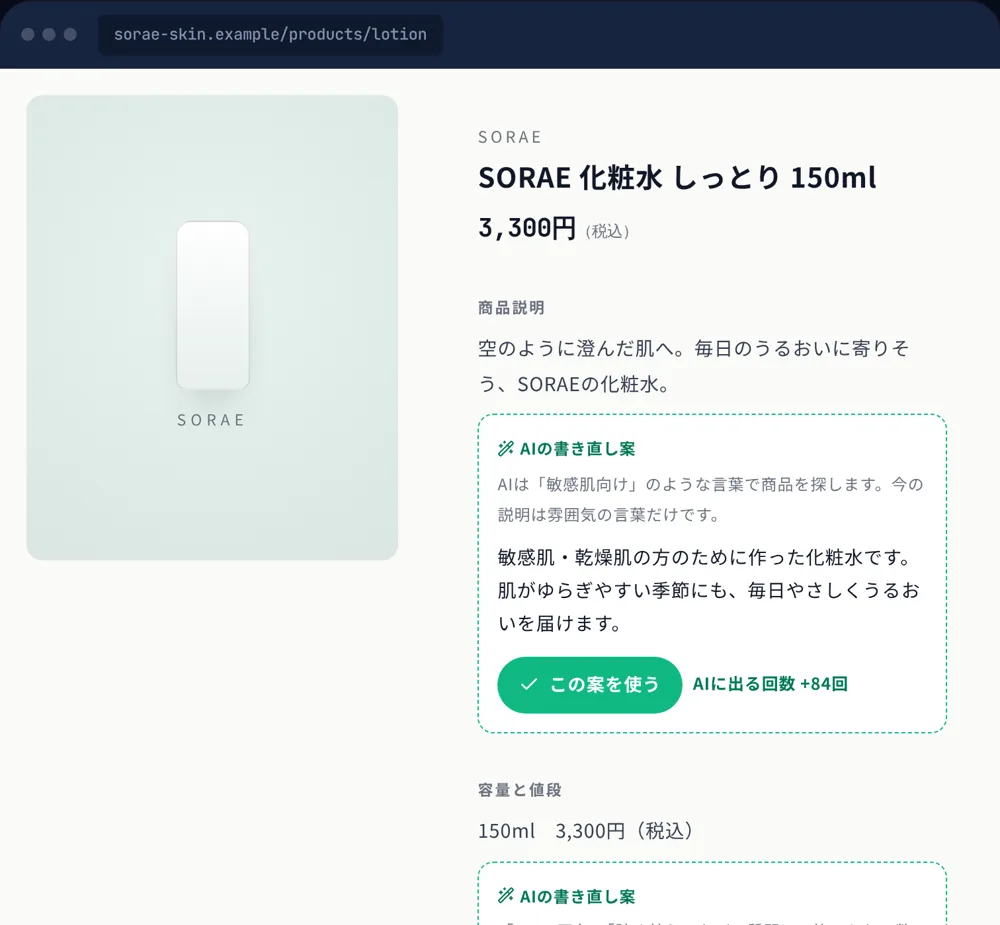 sorae-skin.example/products/lotion
SORAE
SORAE
SORAE 化粧水 しっとり 150ml
3,300円 (税込)
商品説明
空のように澄んだ肌へ。毎日のうるおいに寄りそ
う、SORAEの化粧水。
AIの書き直し案
AIは「敏感肌向け」のような言葉で商品を探します。今の
説明は雰囲気の言葉だけです。
敏感肌・乾燥肌の方のために作った化粧水です。
肌がゆらぎやすい季節にも、毎日やさしくうるお
いを届けます。
この案を使う AIに出る回数 +84回
容量と値段
150ml 3,300円（税込）
AIの書き直し案